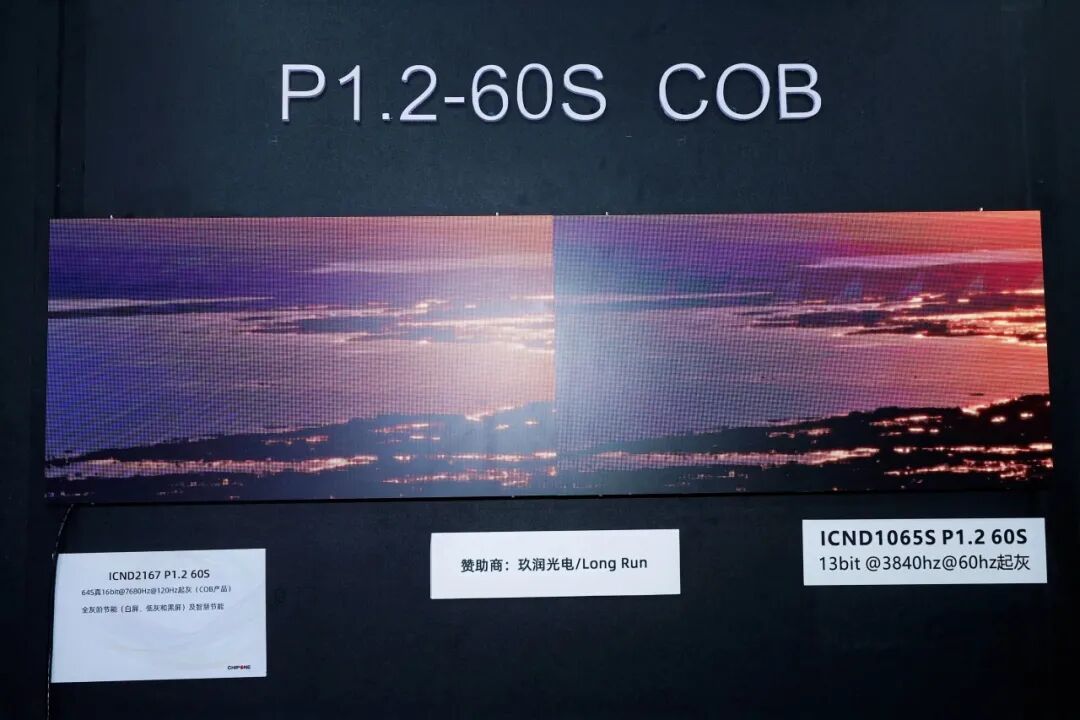 P1.2-60S COB
ICND2167 P1.2 60S
64S真16bit@7680Hz@120Hz起灰（COB产品）
全灰阶节能（白屏、低灰和黑屏）及智慧节能
CHIPONE
赞助商：玖润光电/Long Run
ICND1065S P1.2 60S
13bit @3840hz@60hz起灰